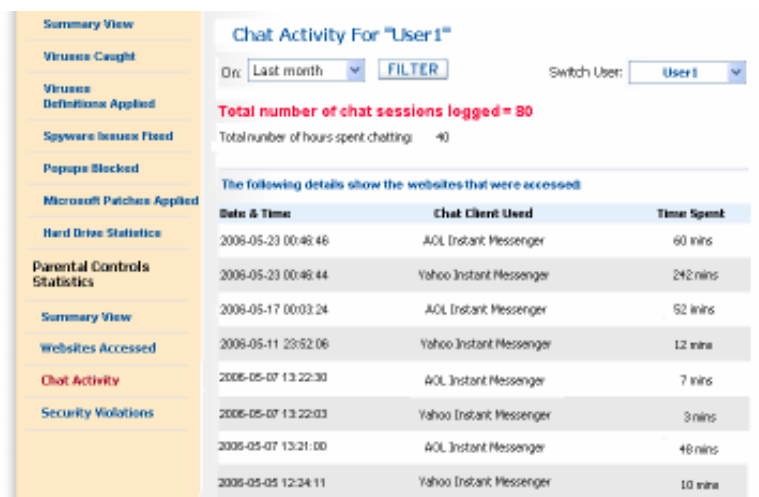 Summary View
Viruses Caught
Viruses
Definitions Applied
Spyware Issues Fixed
Popups Blocked
Microsoft Patches Applied
Hard Drive Statistics
Parental Controls
Statistics
Summary View
Websites Accessed
Chat Activity
Security Violations
Chat Activity For "User1"
On: Last month FILTER Switch User: User1
Total number of chat sessions logged = 80
Total number of hours spent chatting: 40
The following details show the websites that were accessed:
Date & Time Chat Client Used Time Spent
2006-05-23 00:46:46 AOL Instant Messenger 60 mins
2006-05-23 00:46:44 Yahoo Instant Messenger 242 mins
2006-05-17 00:03:24 AOL Instant Messenger 52 mins
2006-05-11 23:52:06 Yahoo Instant Messenger 12 mins
2006-05-07 13:22:30 AOL Instant Messenger 7 mins
2006-05-07 13:22:03 Yahoo Instant Messenger 3 mins
2006-05-07 13:21:00 AOL Instant Messenger 48 mins
2006-05-05 12:24:11 Yahoo Instant Messenger 10 mins